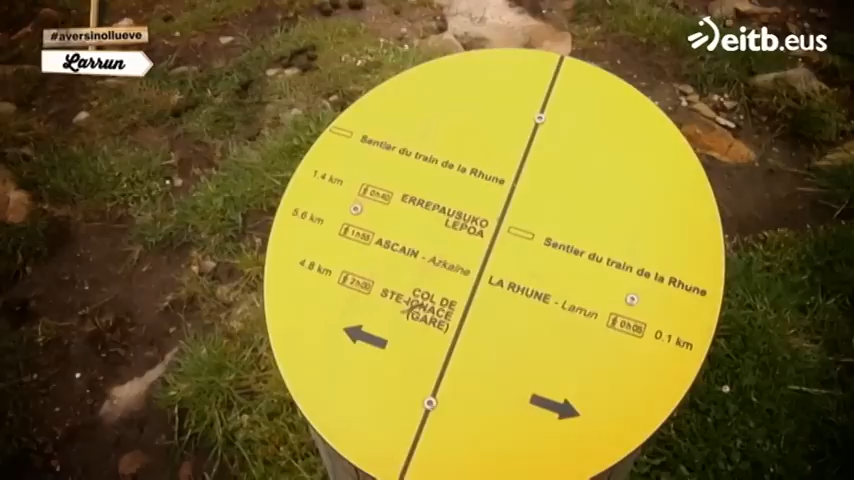 #aversinollueve
Larrun
eitb.eus
Sentier du train de la Rhune
1.4 km 0h40 ERREPAUSUKO
LEPOA
5.6 km 1h55 ASCAIN - Azkaine
4.8 km 2h00 COL DE
STE-IGNACE
(GARE)
Sentier du train de la Rhune
LA RHUNE - Larrun 0h05 0.1 km